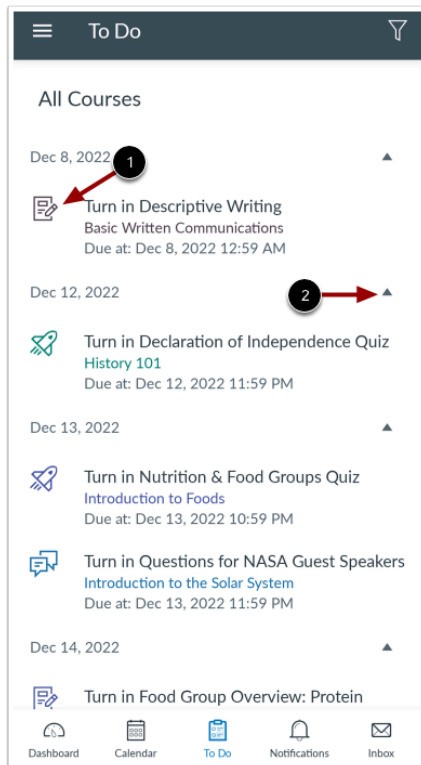 To Do
All Courses
Dec 8, 2022
1
Turn in Descriptive Writing
Basic Written Communications
Due at: Dec 8, 2022 12:59 AM
Dec 12, 2022
2
Turn in Declaration of Independence Quiz
History 101
Due at: Dec 12, 2022 11:59 PM
Dec 13, 2022
Turn in Nutrition & Food Groups Quiz
Introduction to Foods
Due at: Dec 13, 2022 10:59 PM
Turn in Questions for NASA Guest Speakers
Introduction to the Solar System
Due at: Dec 13, 2022 11:59 PM
Dec 14, 2022
Turn in Food Group Overview: Protein
Dashboard Calendar To Do Notifications Inbox